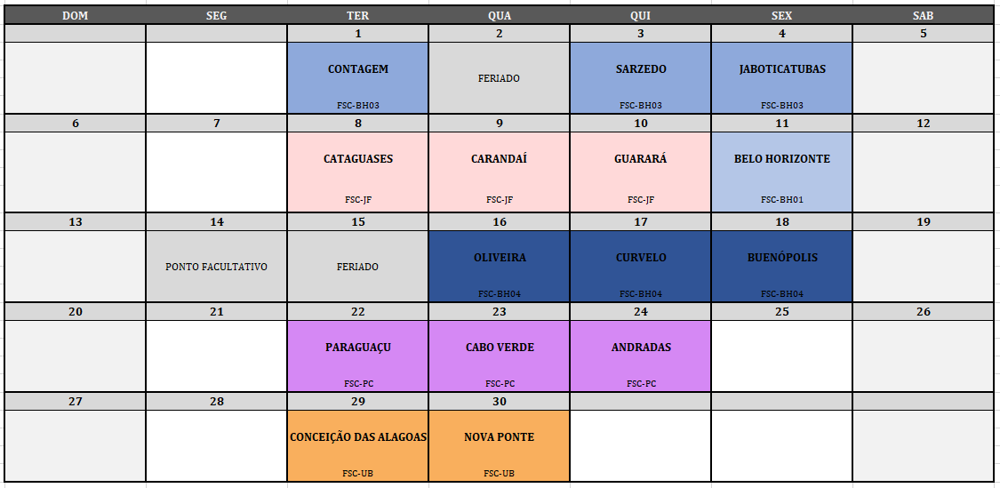 DOM SEG TER QUA QUI SEX SAB
1 2 3 4 5
CONTAGEM FERIADO SARZEDO JABOTICATUBAS
FSC-BH03 FSC-BH03 FSC-BH03
6 7 8 9 10 11 12
CATAGUASES CARANDAÍ GUARARÁ BELO HORIZONTE
FSC-JF FSC-JF FSC-JF FSC-BH01
13 14 15 16 17 18 19
PONTO FACULTATIVO FERIADO OLIVEIRA CURVELO BUENÓPOLIS
FSC-BH04 FSC-BH04 FSC-BH04
20 21 22 23 24 25 26
PARAGUAÇU CABO VERDE ANDRADAS
FSC-PC FSC-PC FSC-PC
27 28 29 30
CONCEIÇÃO DAS ALAGOAS NOVA PONTE
FSC-UB FSC-UB